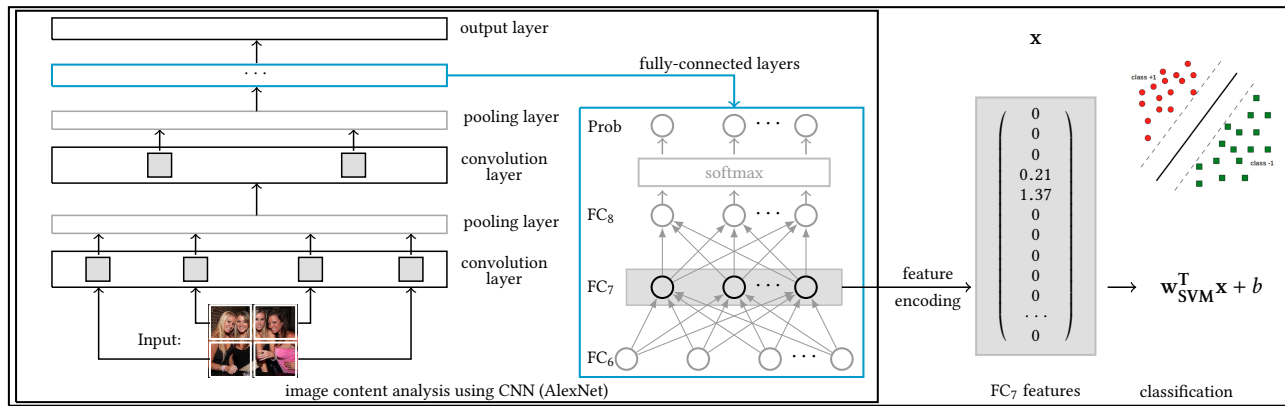 output layer
· · ·
fully-connected layers
pooling layer
convolution
layer
pooling layer
convolution
layer
Input:
Prob
· · ·
softmax
FC₈
· · ·
FC₇
· · ·
FC₆
· · ·
image content analysis using CNN (AlexNet)
feature
encoding
x
0
0
0
0.21
1.37
0
0
0
0
0
· · ·
0
FC₇ features
class +1
class -1
w^T_SVM x + b
classification